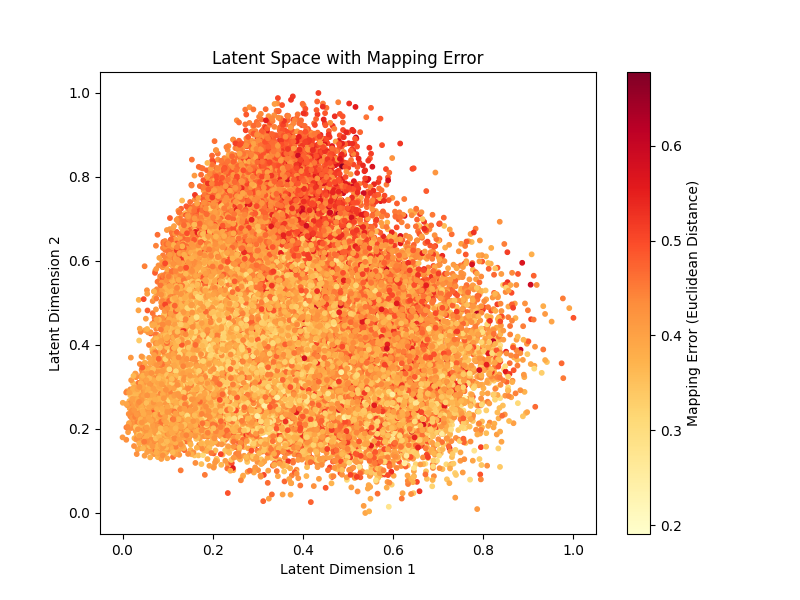 Latent Space with Mapping Error
1.0
0.8
0.6
0.4
0.2
0.0
Latent Dimension 2
0.0 0.2 0.4 0.6 0.8 1.0
Latent Dimension 1
0.6
0.5
0.4
0.3
0.2
Mapping Error (Euclidean Distance)